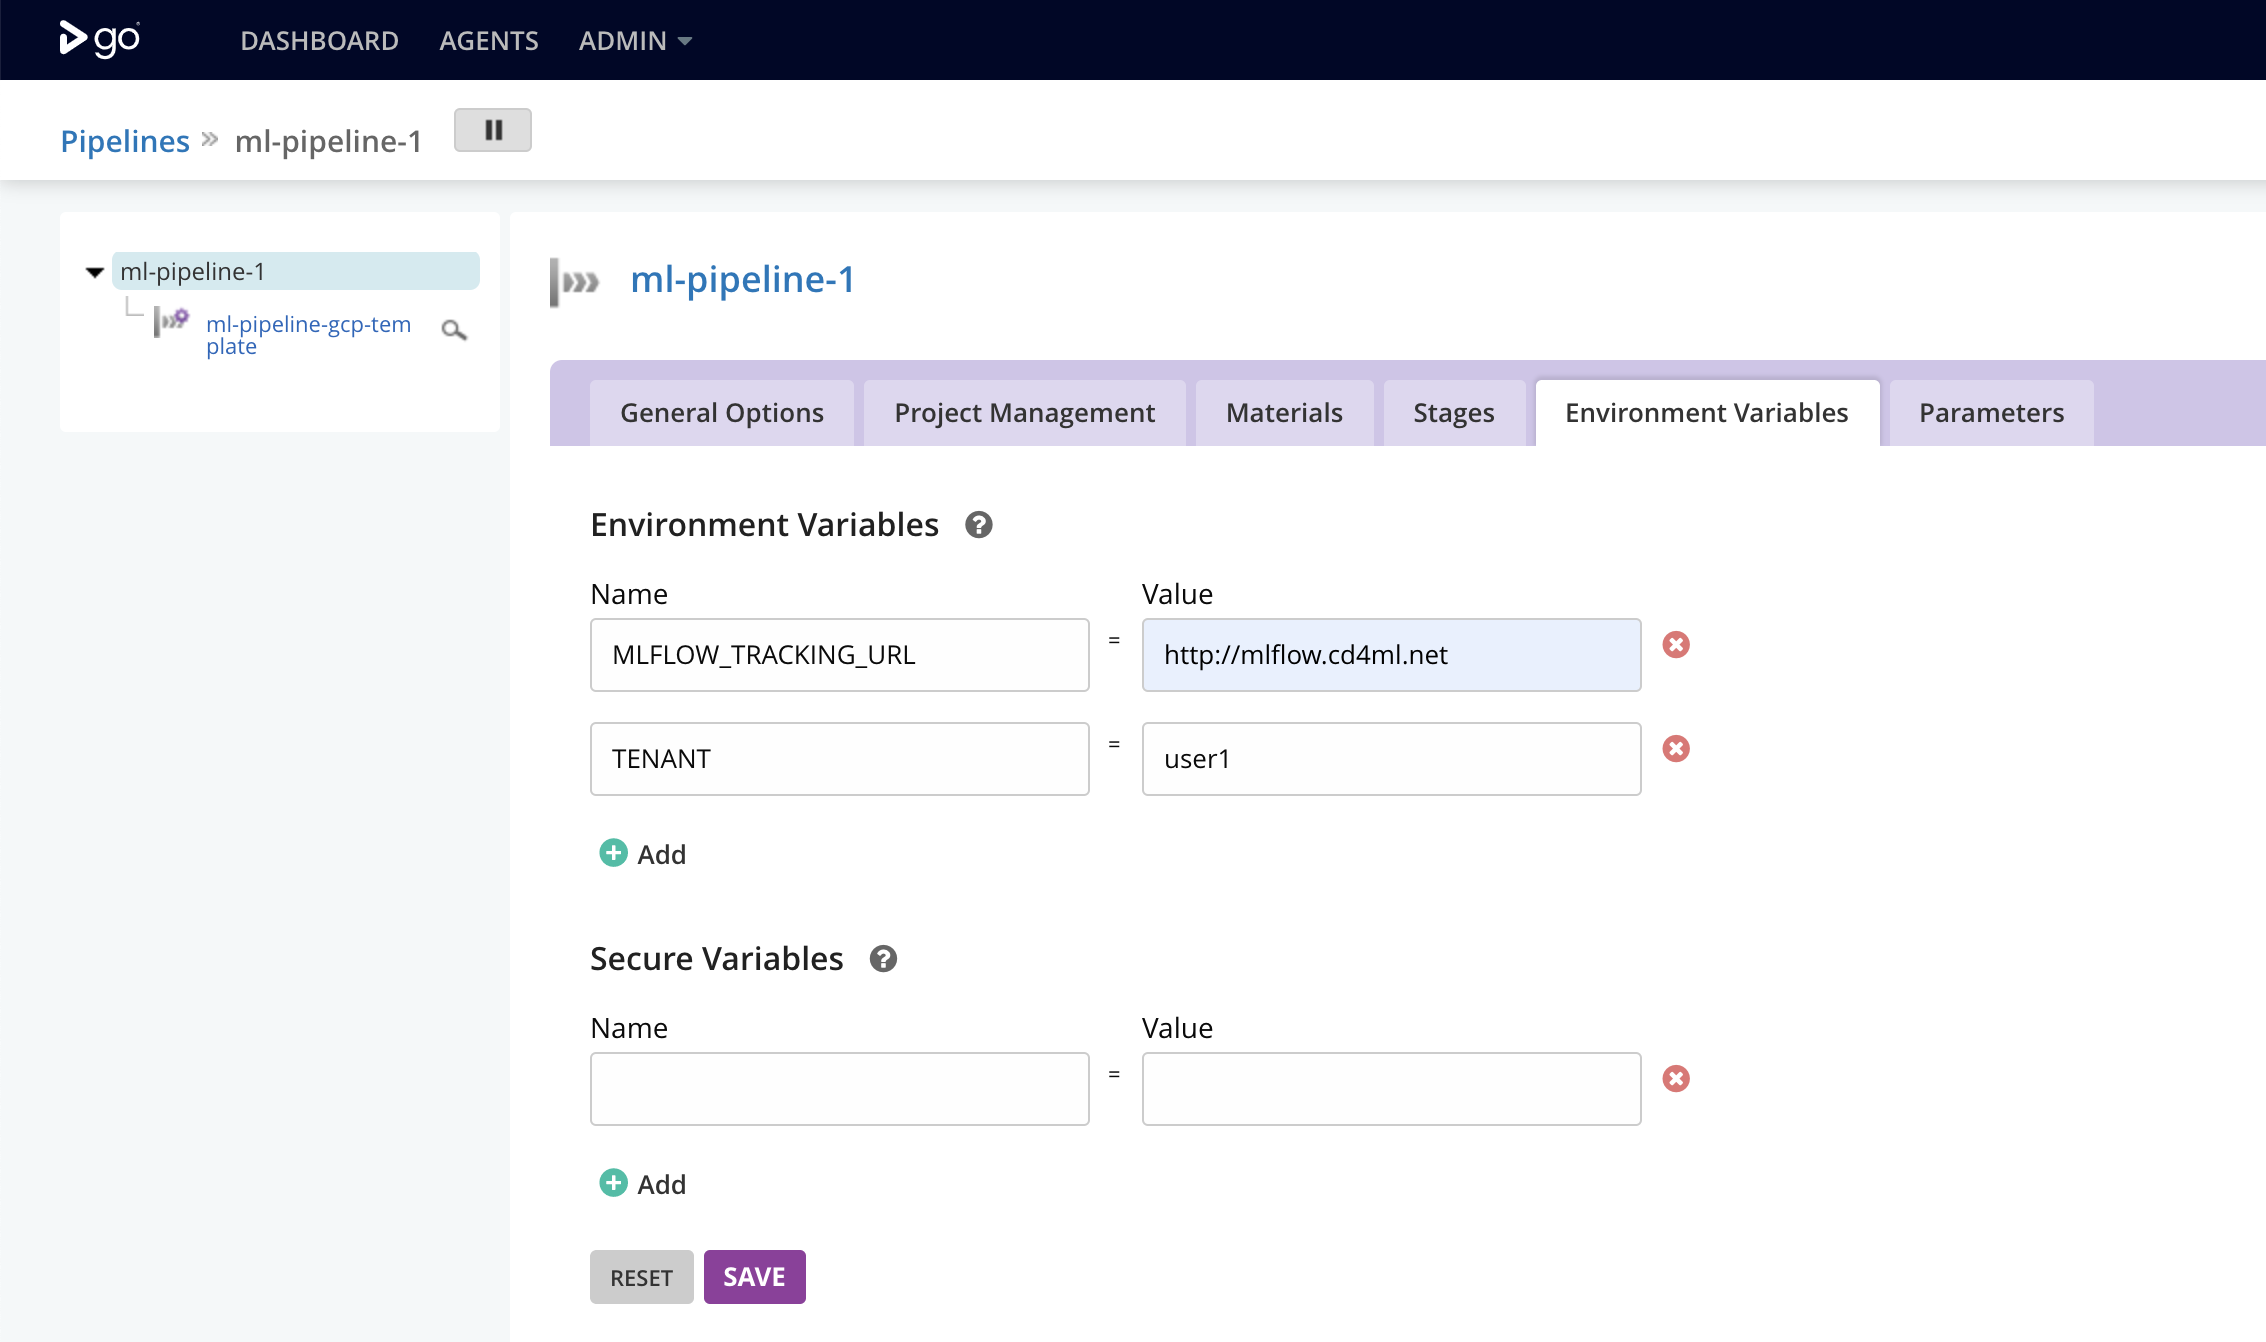 go DASHBOARD AGENTS ADMIN
Pipelines » ml-pipeline-1
ml-pipeline-1
ml-pipeline-gcp-tem
plate
ml-pipeline-1
General Options Project Management Materials Stages Environment Variables Parameters
Environment Variables ?
Name Value
MLFLOW_TRACKING_URL = http://mlflow.cd4ml.net
TENANT = user1
Add
Secure Variables ?
Name Value
=
Add
RESET SAVE